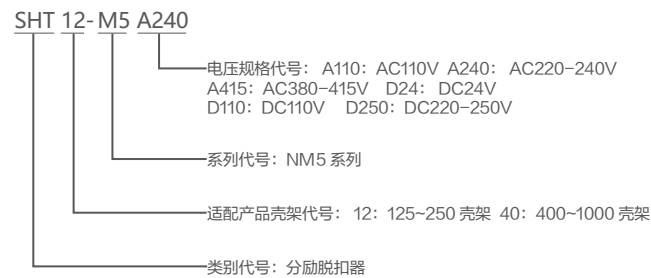 SHT 12- M5 A240
电压规格代号： A110：AC110V A240： AC220-240V
A415：AC380-415V D24： DC24V
D110：DC110V D250：DC220-250V
系列代号：NM5 系列
适配产品壳架代号： 12：125~250 壳架 40：400~1000 壳架
类别代号：分励脱扣器